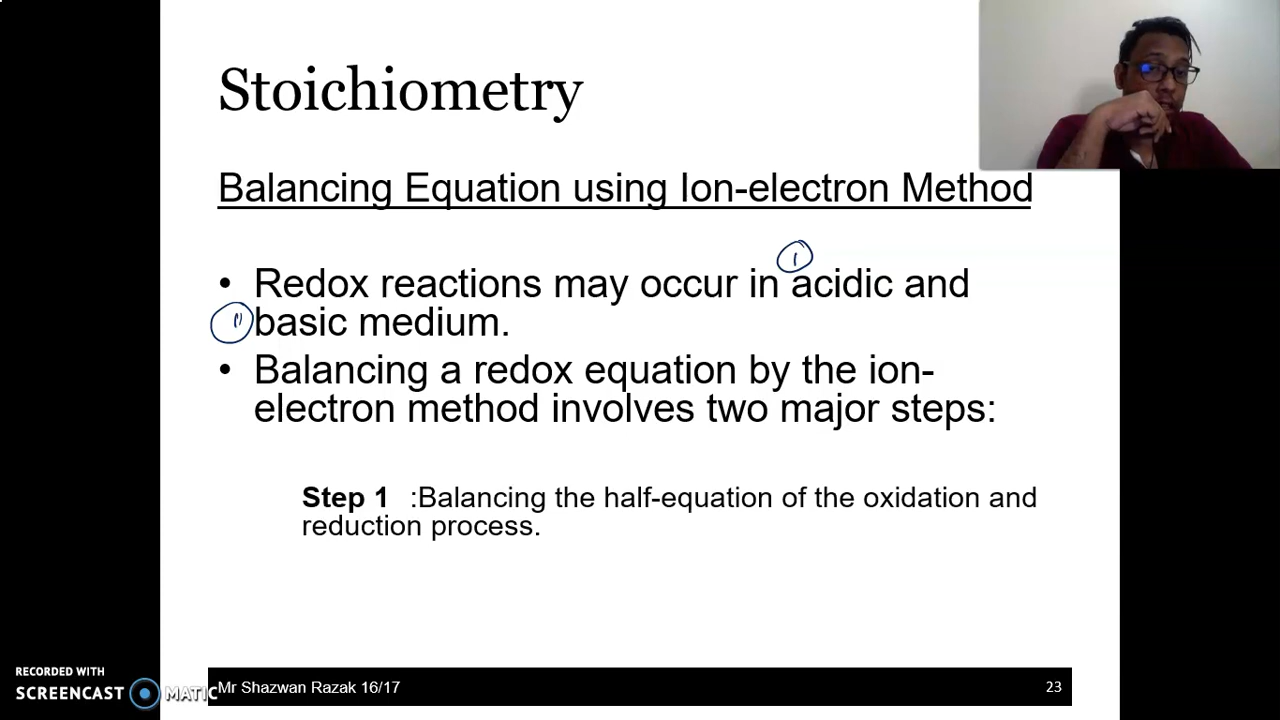 Stoichiometry
Balancing Equation using Ion-electron Method
I
• Redox reactions may occur in acidic and
II
basic medium.
• Balancing a redox equation by the ion-
electron method involves two major steps:
Step 1 :Balancing the half-equation of the oxidation and
reduction process.
RECORDED WITH
SCREENCAST MATIC
Mr Shazwan Razak 16/17
23